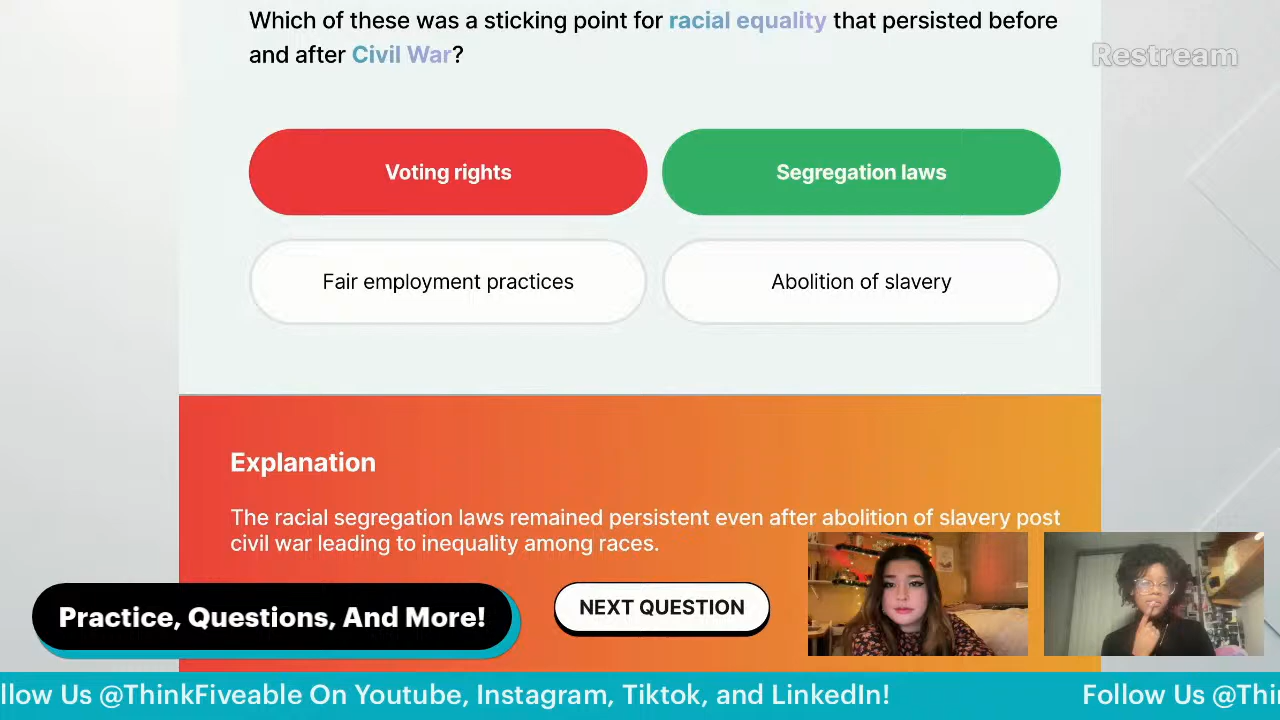 Which of these was a sticking point for racial equality that persisted before
and after Civil War?
Restream
Voting rights
Segregation laws
Fair employment practices
Abolition of slavery
Explanation
The racial segregation laws remained persistent even after abolition of slavery post
civil war leading to inequality among races.
Practice, Questions, And More!
NEXT QUESTION
llow Us @ThinkFiveable On Youtube, Instagram, Tiktok, and LinkedIn!
Follow Us @Thi